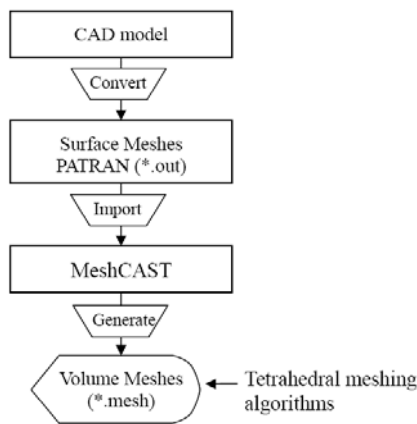 CAD model
Convert
Surface Meshes
PATRAN (*.out)
Import
MeshCAST
Generate
Volume Meshes
(*.mesh)
Tetrahedral meshing
algorithms